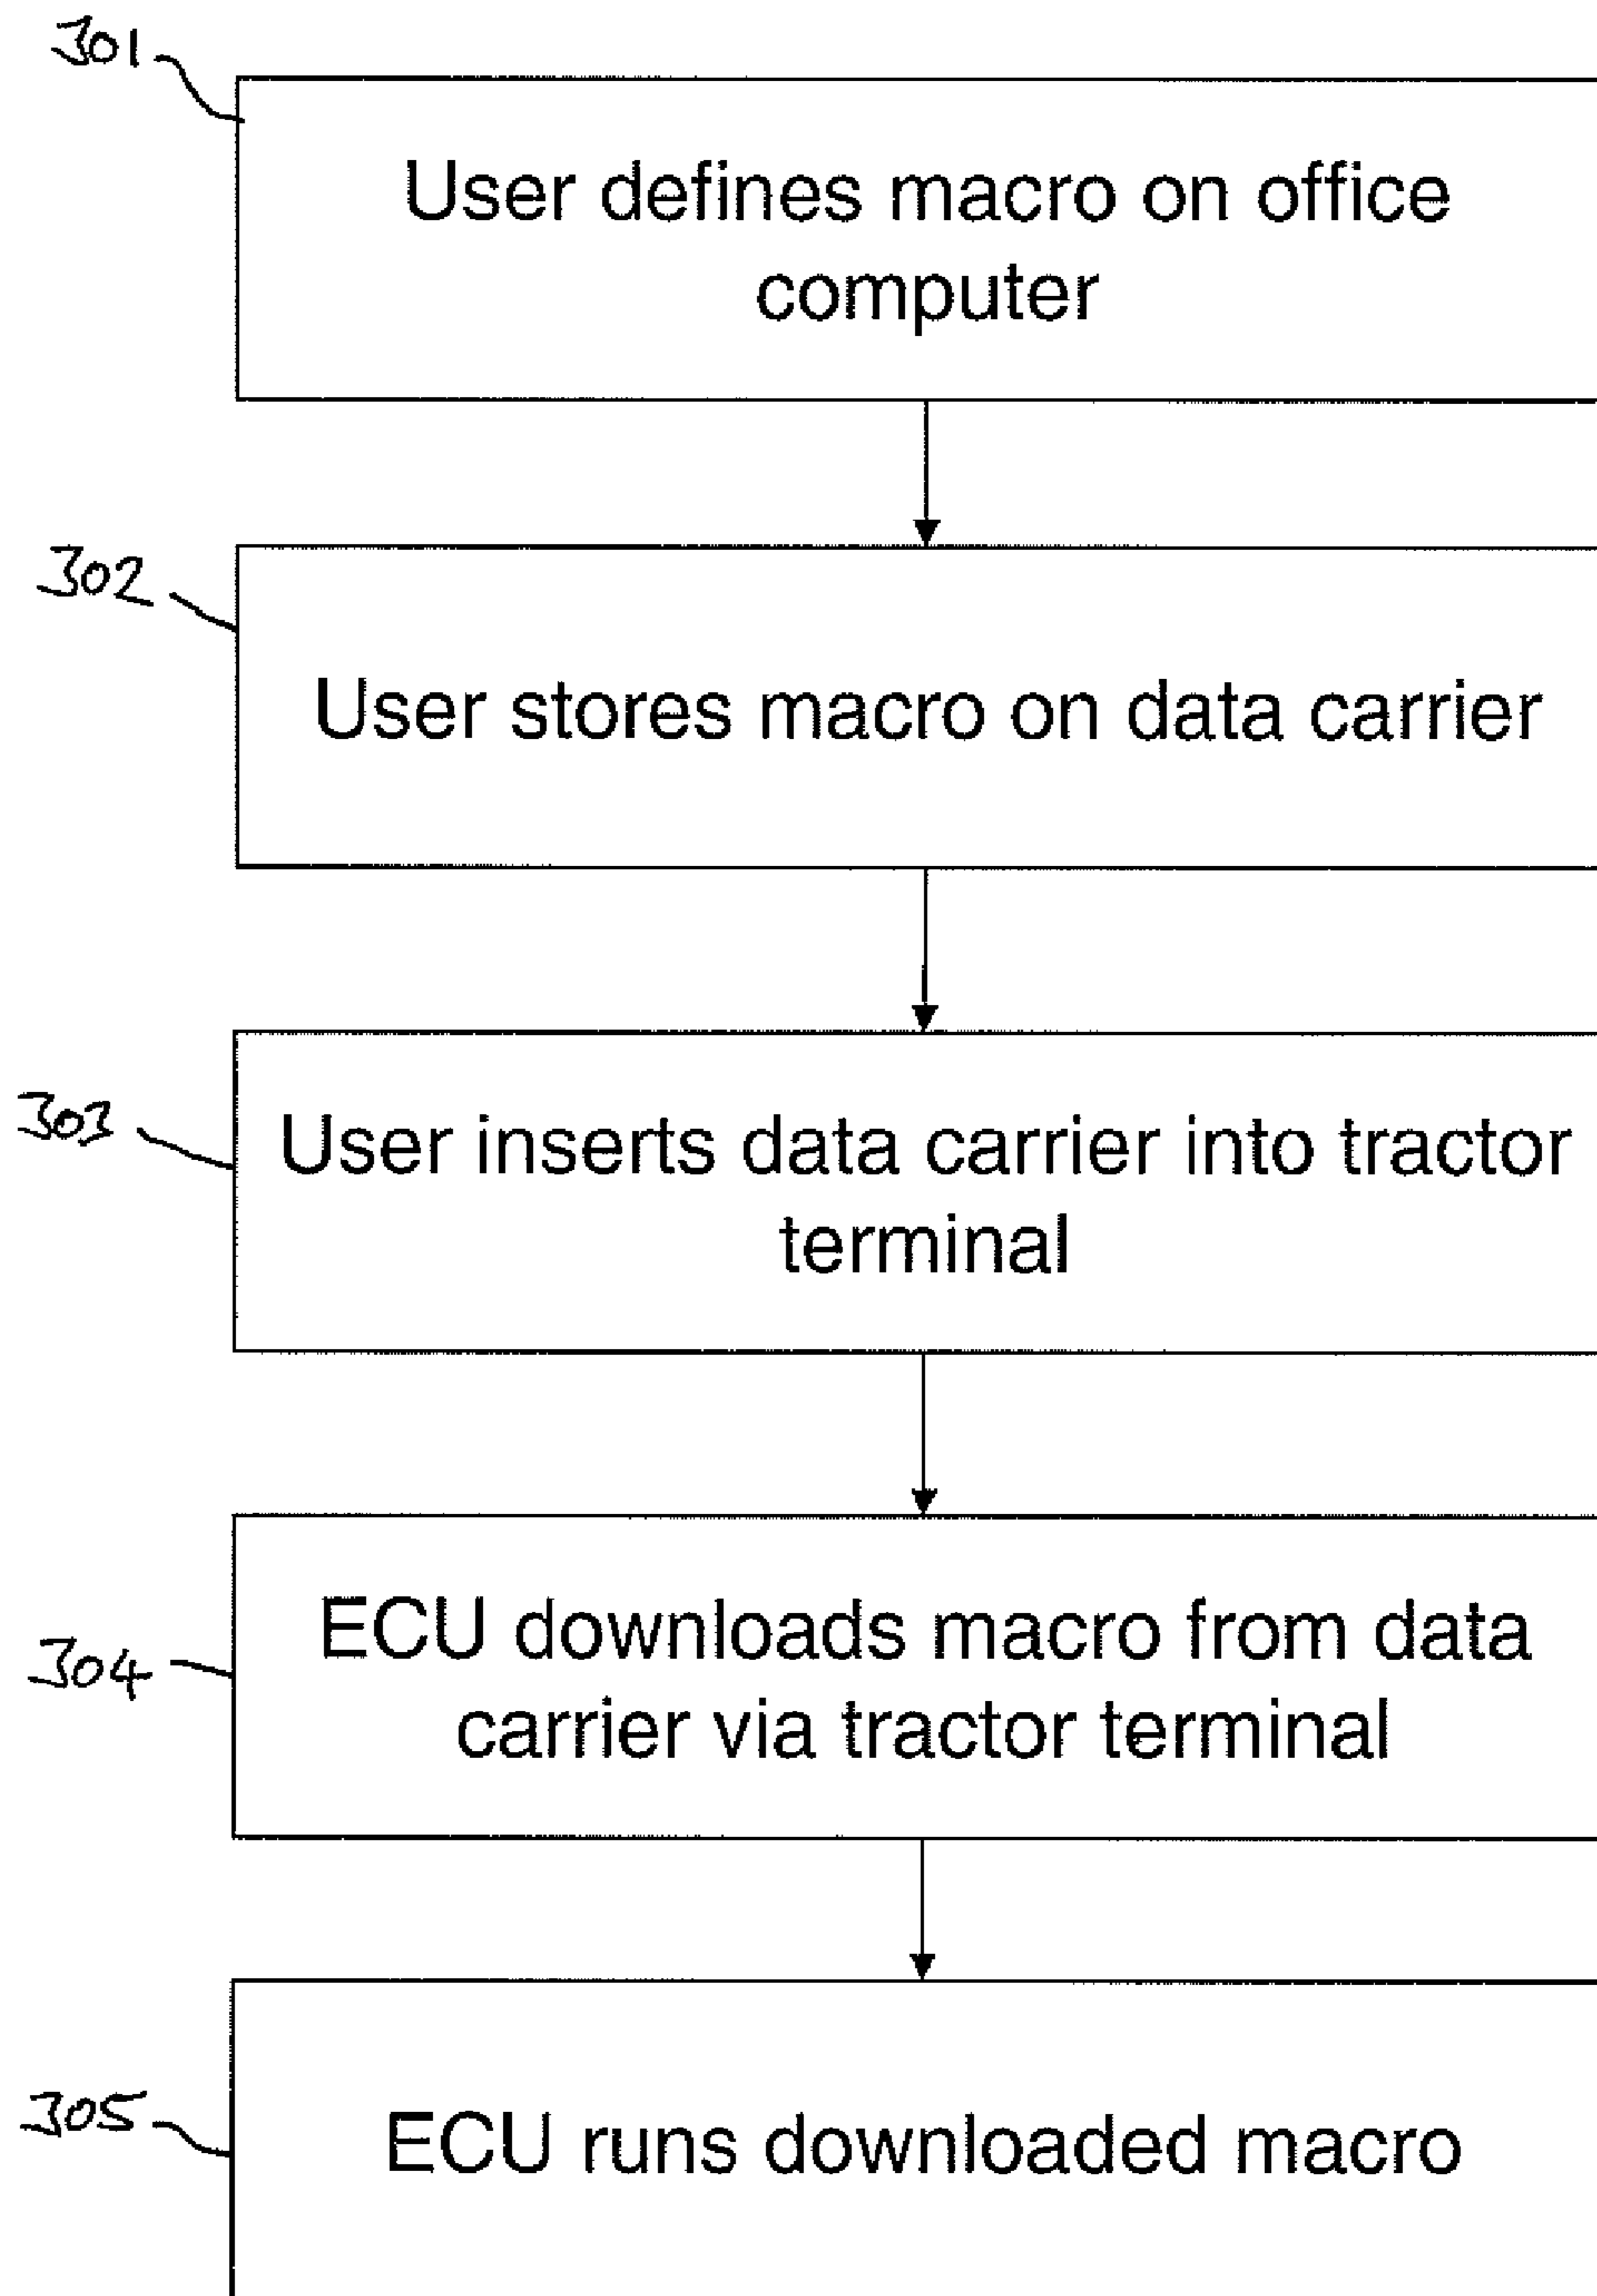 301
User defines macro on office
computer
302
User stores macro on data carrier
303
User inserts data carrier into tractor
terminal
304
ECU downloads macro from data
carrier via tractor terminal
305
ECU runs downloaded macro